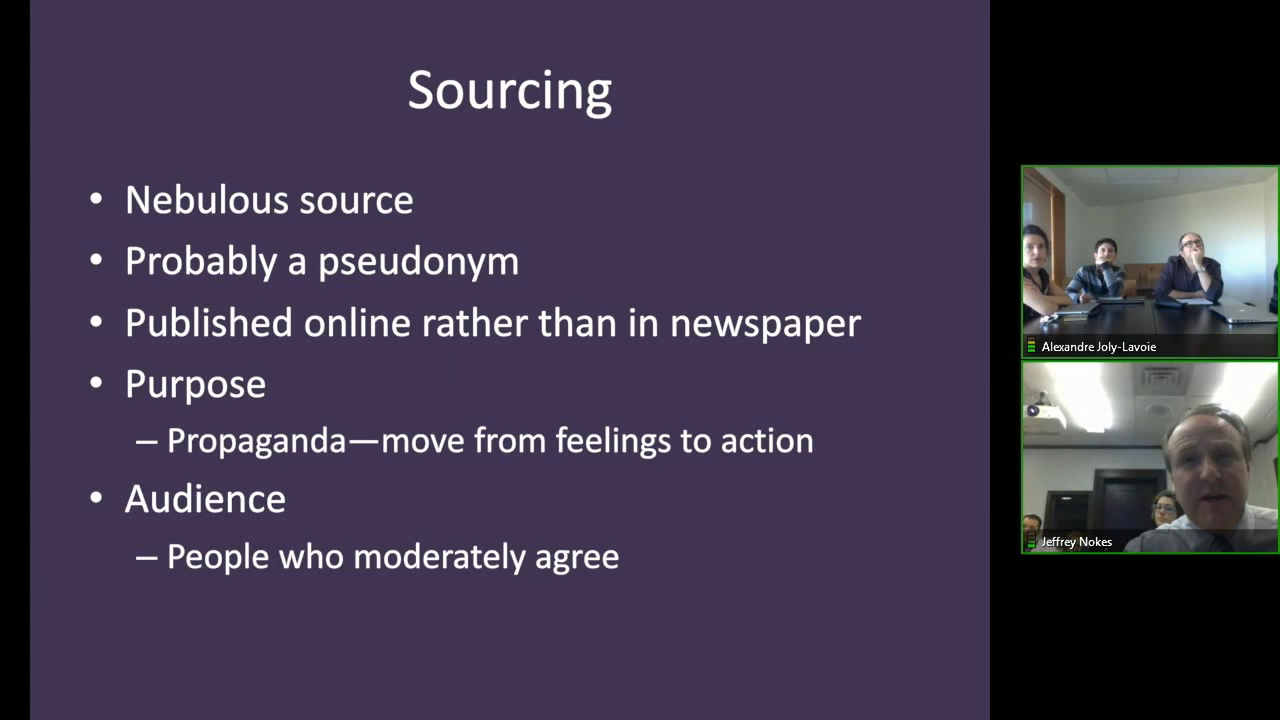 Sourcing
• Nebulous source
• Probably a pseudonym
• Published online rather than in newspaper
• Purpose
– Propaganda—move from feelings to action
• Audience
– People who moderately agree
Alexandre Joly-Lavoie
Jeffrey Nokes